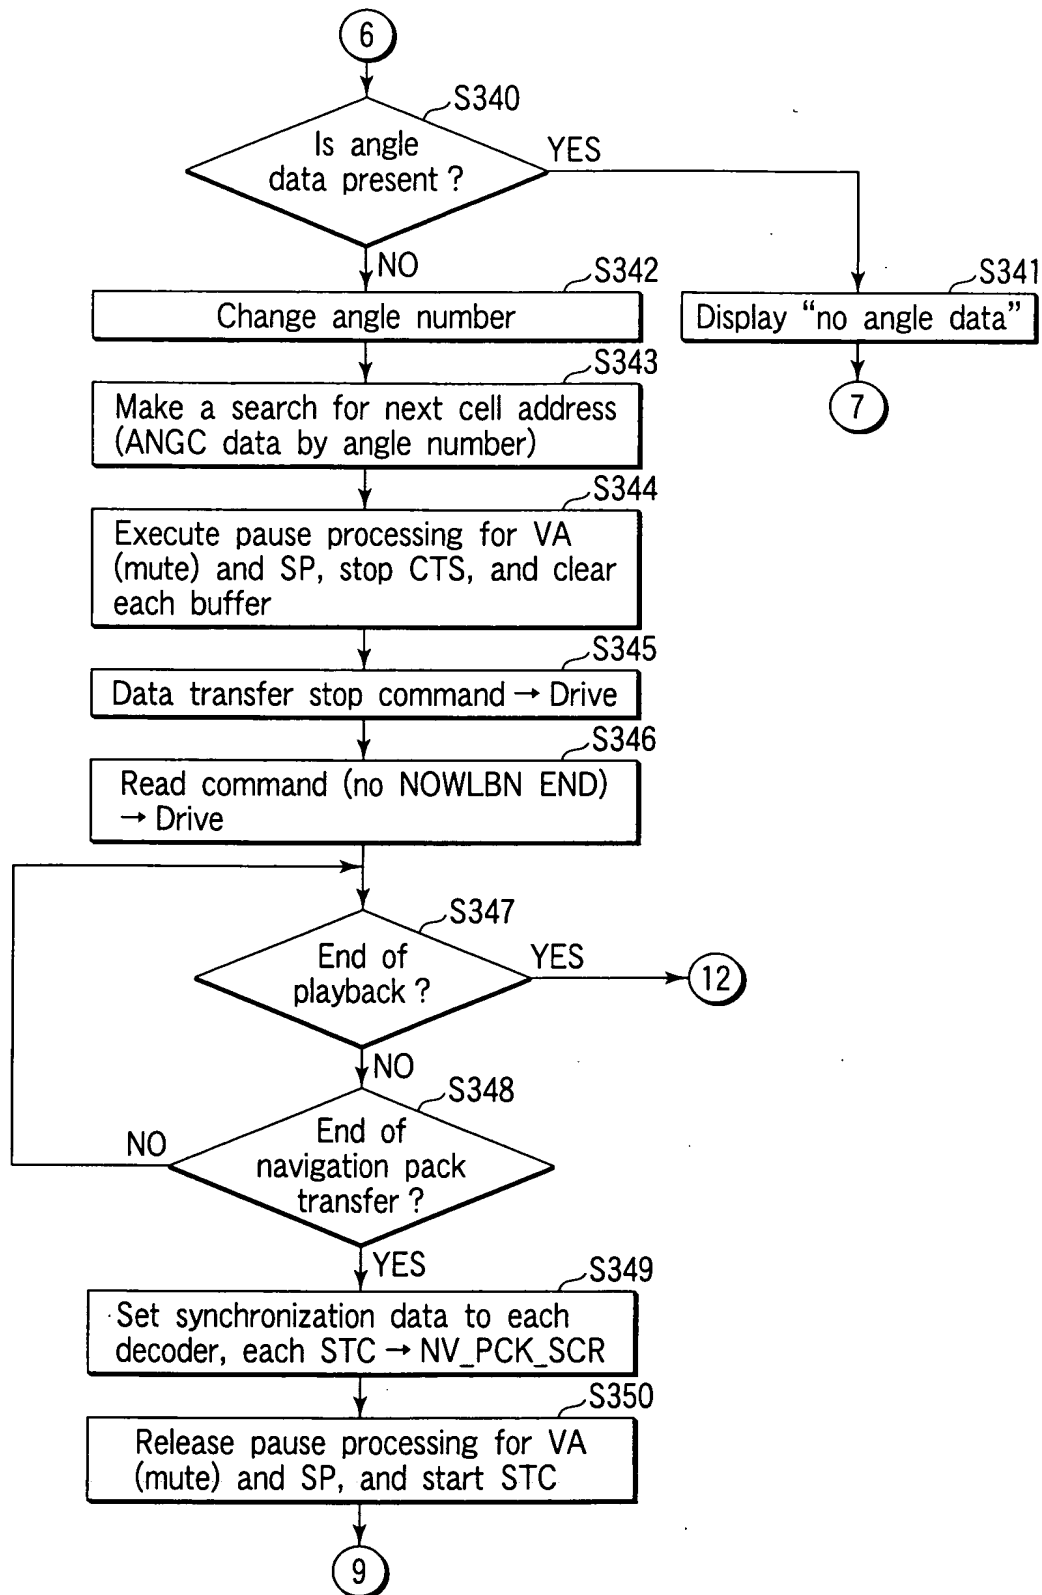 6
S340
Is angle
data present ?
YES
NO
S342
Change angle number
S341
Display “no angle data”
7
S343
Make a search for next cell address
(ANGC data by angle number)
S344
Execute pause processing for VA
(mute) and SP, stop CTS, and clear
each buffer
S345
Data transfer stop command → Drive
S346
Read command (no NOWLBN END)
→ Drive
S347
End of
playback ?
YES
12
NO
S348
End of
navigation pack
transfer ?
NO
YES
S349
Set synchronization data to each
decoder, each STC → NV_PCK_SCR
S350
Release pause processing for VA
(mute) and SP, and start STC
9